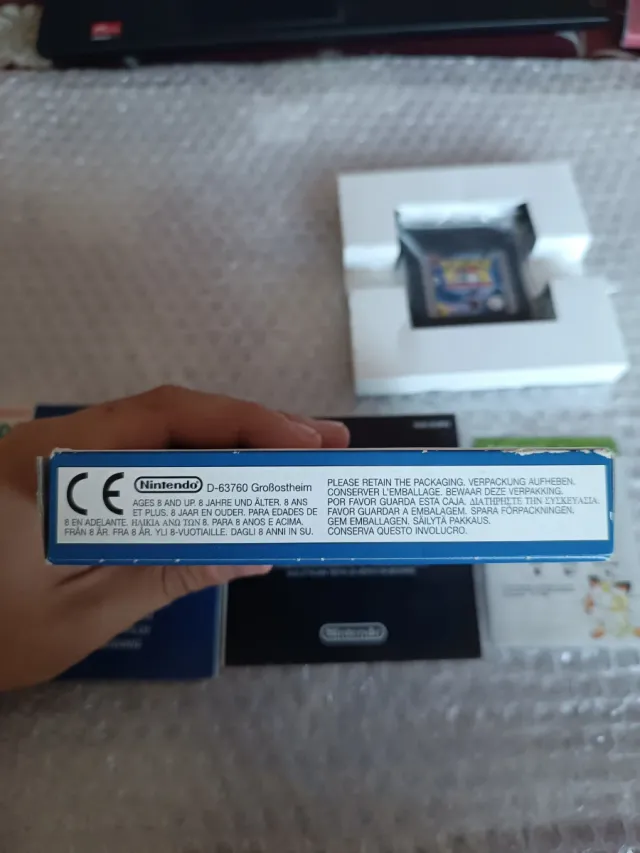 CE
Nintendo D-63760 Großostheim
AGES 8 AND UP. 8 JAHRE UND ÄLTER. 8 ANS
ET PLUS. 8 JAAR EN OUDER. PARA EDADES DE
8 EN ADELANTE. ΗΛΙΚΙΑ ΑΝΩ ΤΩΝ 8. PARA 8 ANOS E ACIMA.
FRÅN 8 ÅR. FRA 8 ÅR. YLI 8-VUOTIAILLE. DAGLI 8 ANNI IN SU.
PLEASE RETAIN THE PACKAGING. VERPACKUNG AUFHEBEN.
CONSERVER L'EMBALLAGE. BEWAAR DEZE VERPAKKING.
POR FAVOR GUARDA ESTA CAJA. ΔΙΑΤΗΡΗΣΤΕ ΤΗΝ ΣΥΣΚΕΥΑΣΙΑ.
FAVOR GUARDAR A EMBALAGEM. SPARA FÖRPACKNINGEN.
GEM EMBALLAGEN. SÄILYTÄ PAKKAUS.
CONSERVA QUESTO INVOLUCRO.
Nintendo